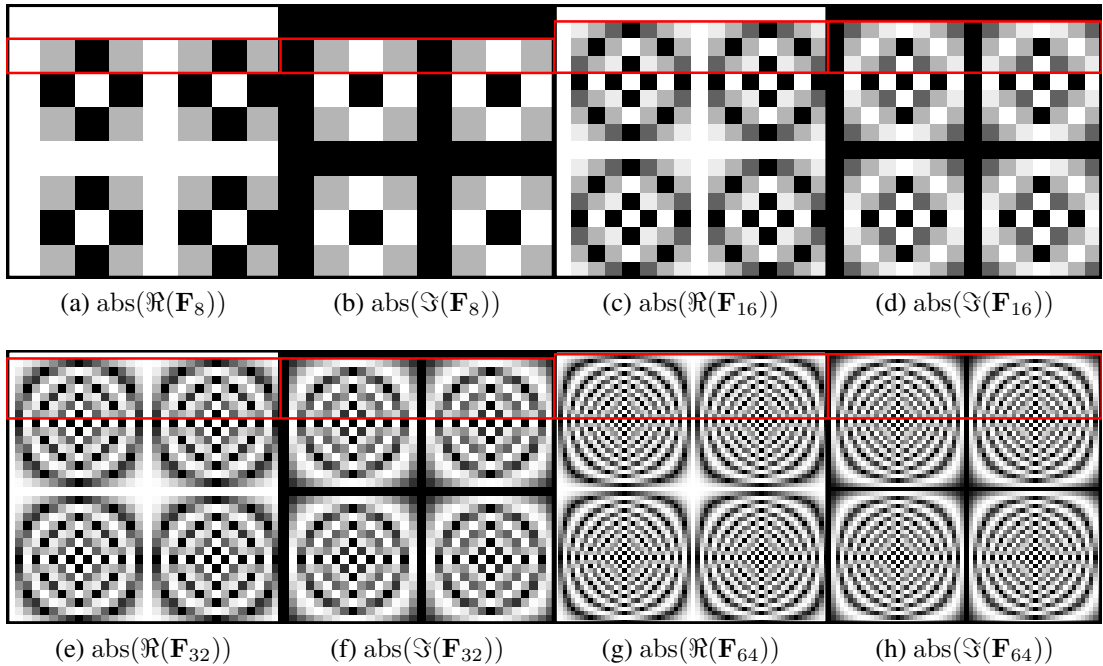 (a) abs(ℜ(F₈))
(b) abs(ℑ(F₈))
(c) abs(ℜ(F₁₆))
(d) abs(ℑ(F₁₆))
(e) abs(ℜ(F₃₂))
(f) abs(ℑ(F₃₂))
(g) abs(ℜ(F₆₄))
(h) abs(ℑ(F₆₄))